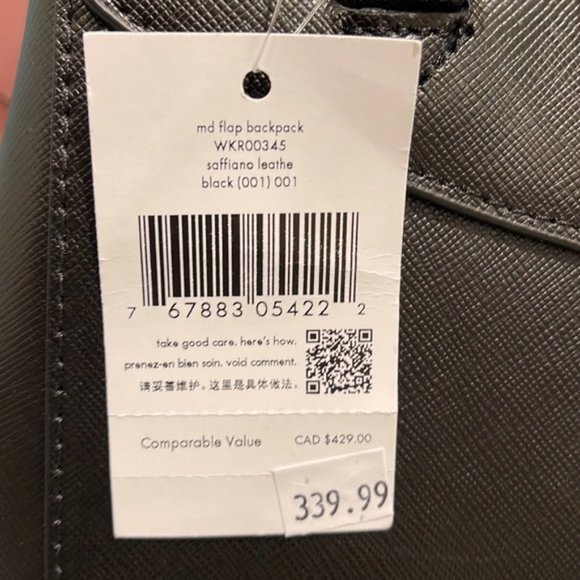 md flap backpack
WKR00345
saffiano leathe
black (001) 001
7 67883 05422 2
take good care. here's how.
prenez-en bien soin. voici comment.
请妥善维护。这里是具体做法。
Comparable Value CAD $429.00
339.99